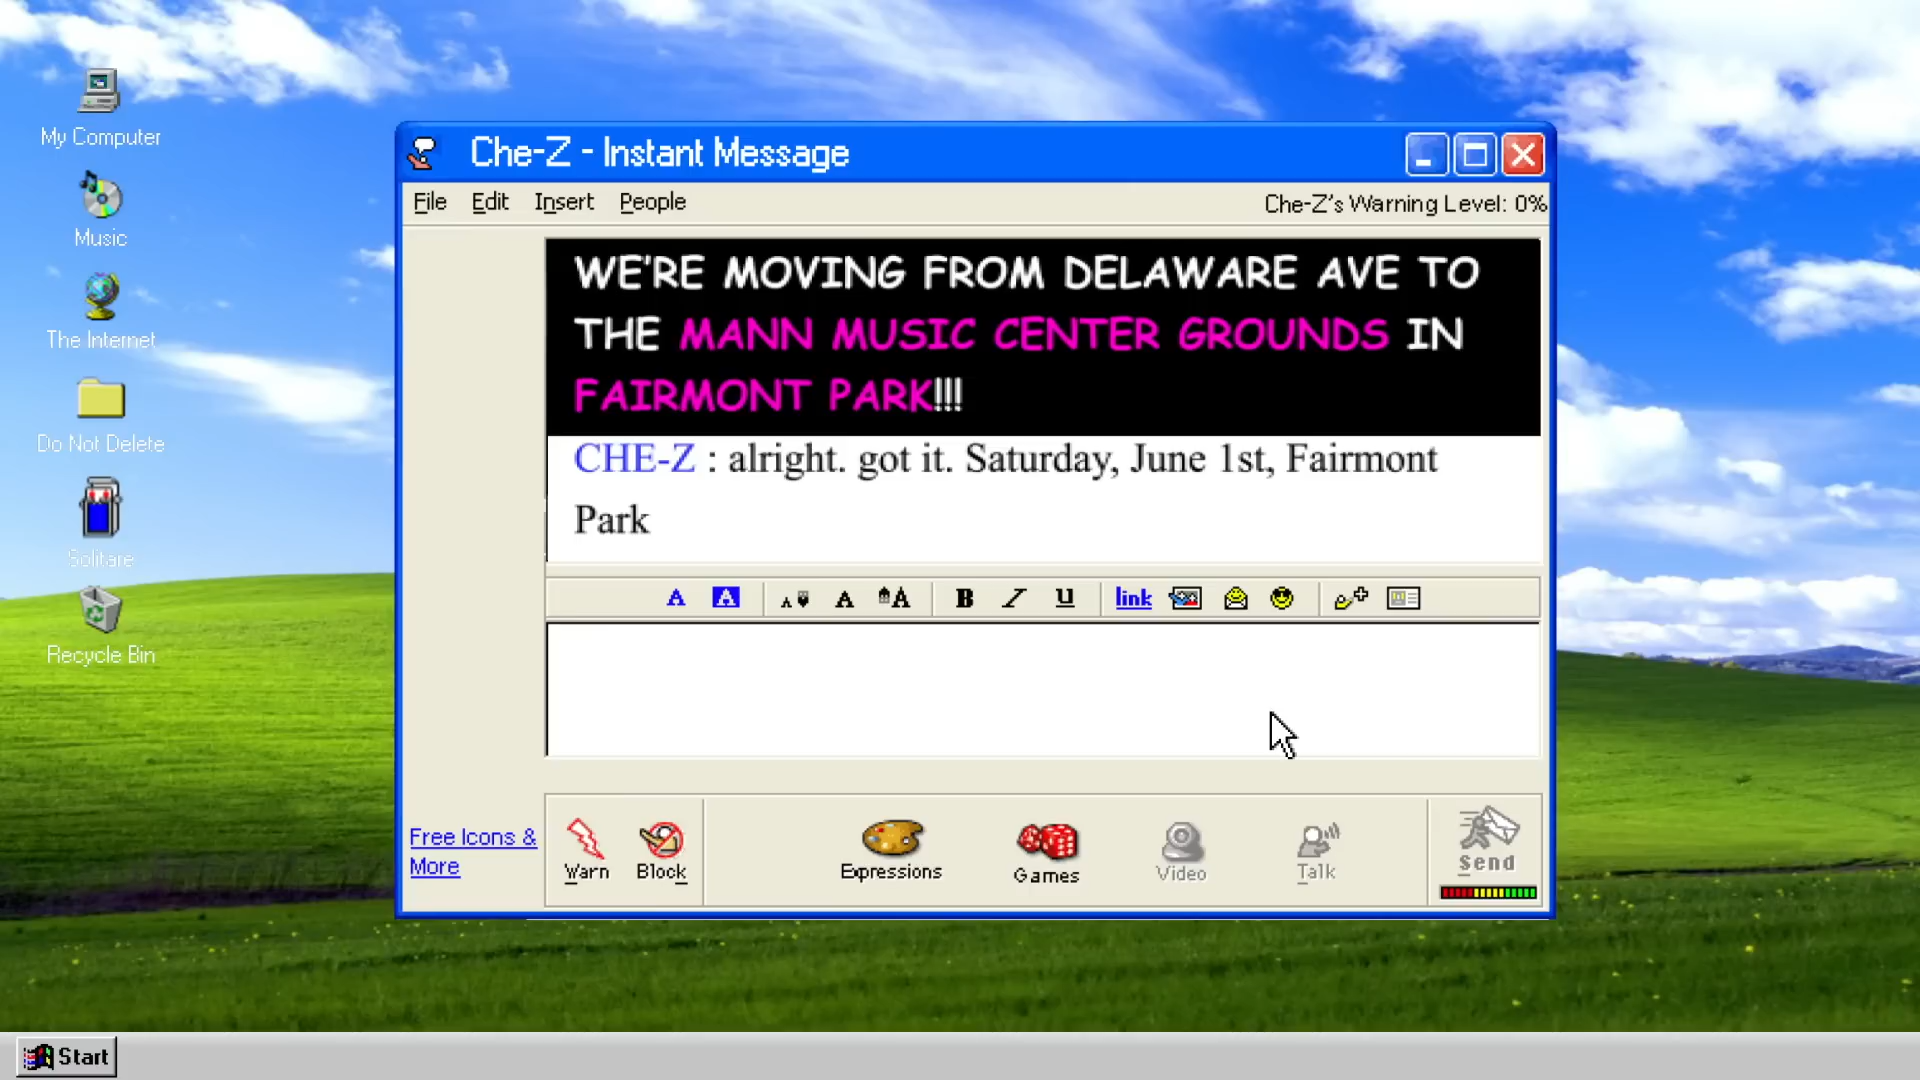 My Computer
Music
The Internet
Do Not Delete
Solitare
Recycle Bin
Che-Z - Instant Message
File Edit Insert People
Che-Z's Warning Level: 0%
WE'RE MOVING FROM DELAWARE AVE TO
THE MANN MUSIC CENTER GROUNDS IN
FAIRMONT PARK!!!
CHE-Z : alright. got it. Saturday, June 1st, Fairmont
Park
A A A A A B I U link
Free Icons &
More
Warn Block Expressions Games Video Talk Send
Start